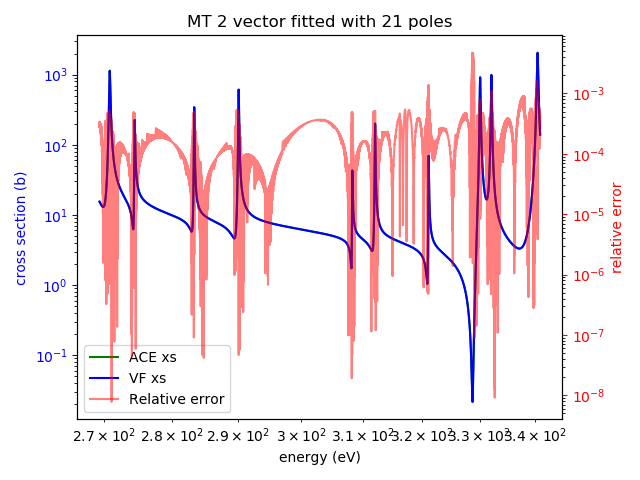 MT 2 vector fitted with 21 poles
cross section (b)
10³
10²
10¹
10⁰
10⁻¹
relative error
10⁻³
10⁻⁴
10⁻⁵
10⁻⁶
10⁻⁷
10⁻⁸
ACE xs
VF xs
Relative error
2.7 × 10² 2.8 × 10² 2.9 × 10² 3 × 10² 3.1 × 10² 3.2 × 10² 3.3 × 10² 3.4 × 10²
energy (eV)